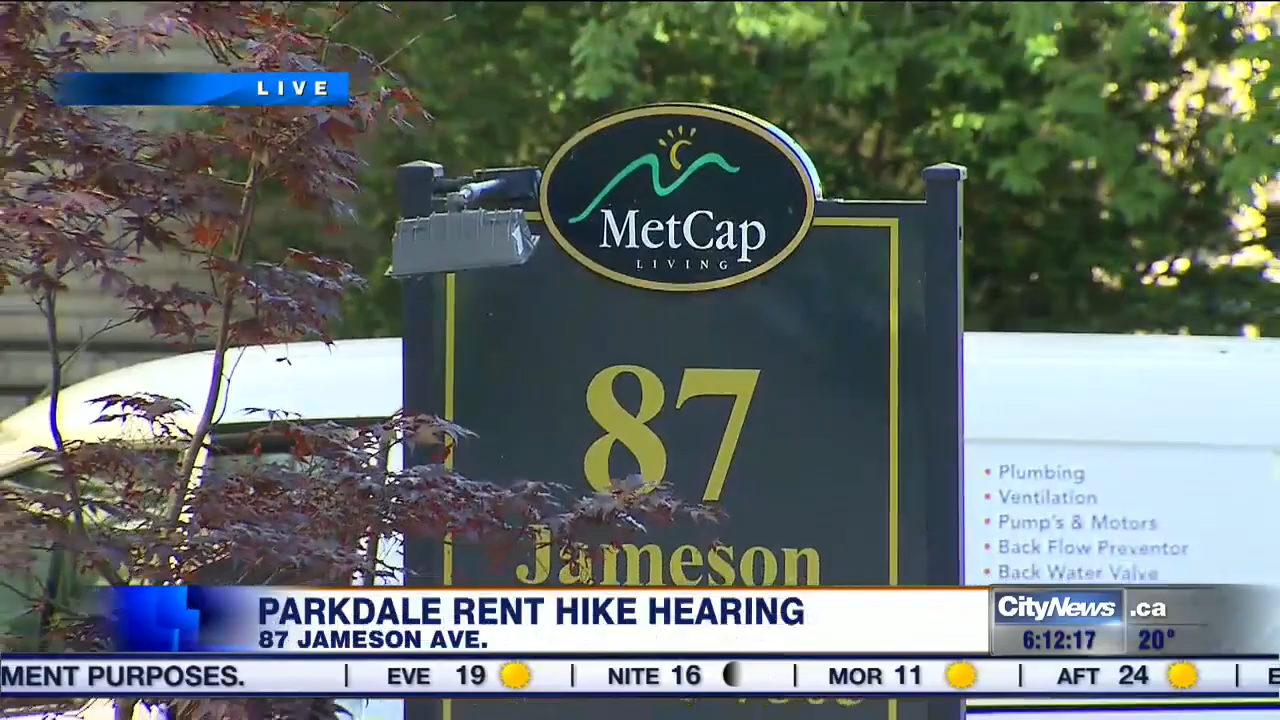 LIVE
MetCap
LIVING
87
Jameson
• Plumbing
• Ventilation
• Pump's & Motors
• Back Flow Preventor
• Back Water Valve
PARKDALE RENT HIKE HEARING
87 JAMESON AVE.
CityNews .ca
6:12:17 20°
MENT PURPOSES. | EVE 19 | NITE 16 | MOR 11 | AFT 24 | E